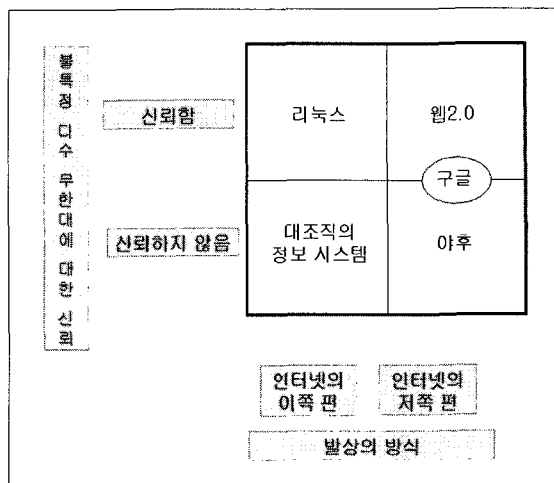 불특정 다수 무한대에 대한 신뢰
신뢰함
리눅스
웹2.0
구글
신뢰하지 않음
대조직의
정보 시스템
야후
인터넷의
이쪽 편
인터넷의
저쪽 편
발상의 방식